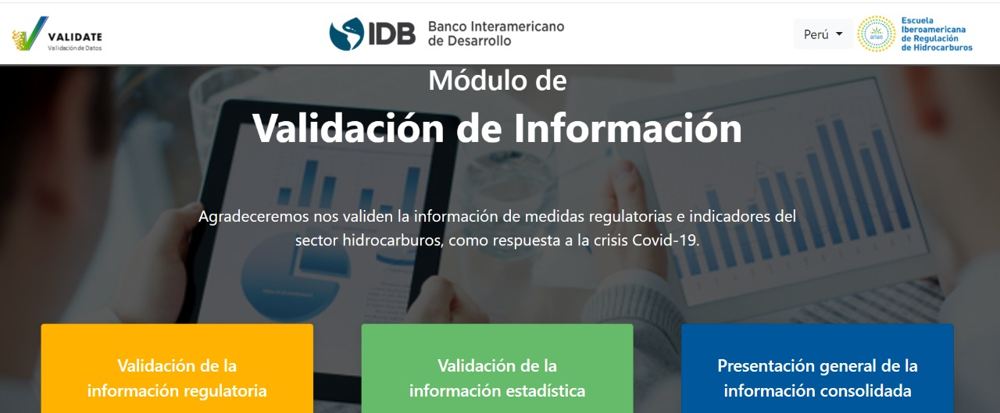 VALIDATE
Validación de Datos
IDB
Banco Interamericano
de Desarrollo
Perú
ariae
Escuela
Iberoamericana
de Regulación
de Hidrocarburos
Módulo de
Validación de Información
Agradeceremos nos validen la información de medidas regulatorias e indicadores del
sector hidrocarburos, como respuesta a la crisis Covid-19.
Validación de la
información regulatoria
Validación de la
información estadística
Presentación general de la
información consolidada